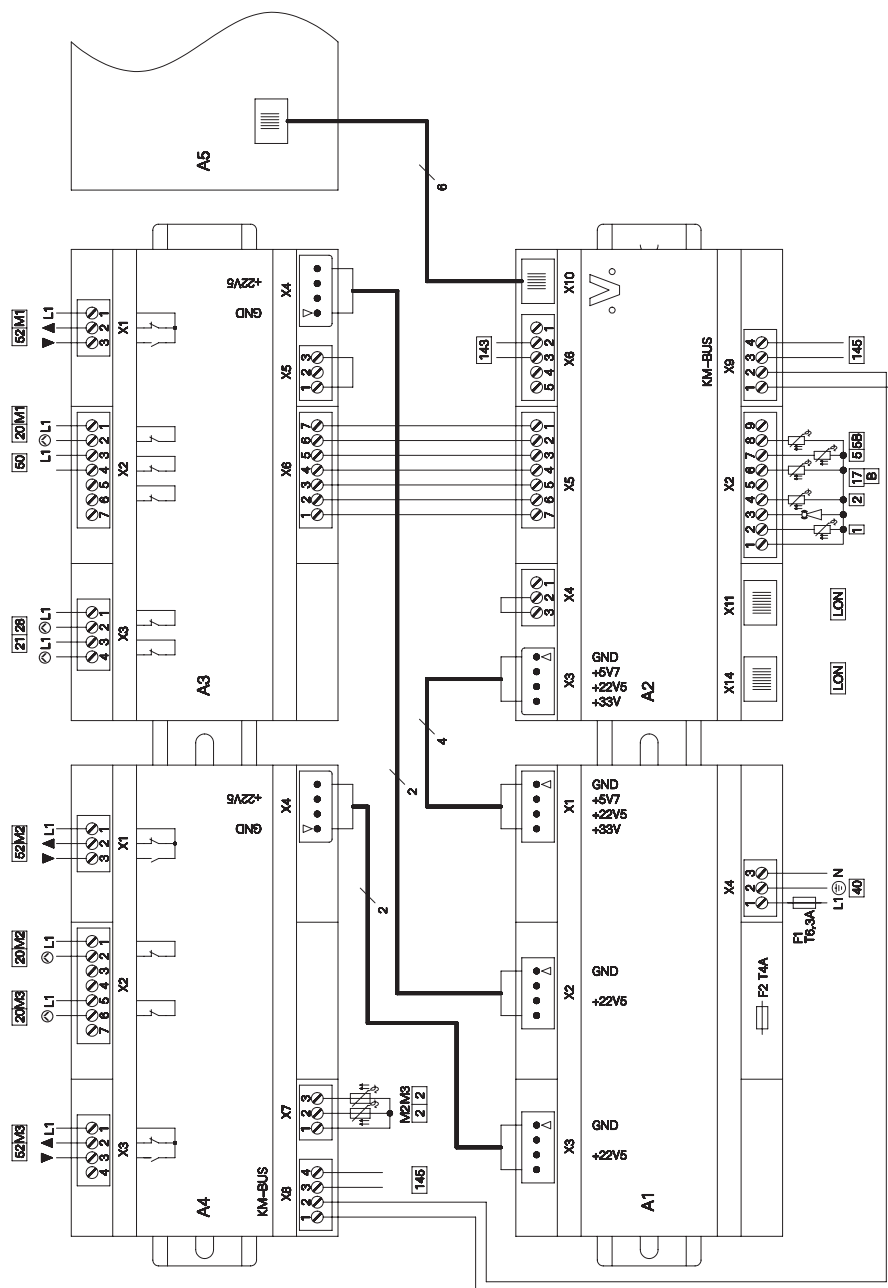 52 M3
L1
4 3 2 1
X3
20 M3
20 M2
L1
L1
7 6 5 4 3 2 1
X2
52 M2
L1
3 2 1
X1
A4
KM-BUS
GND
+22V5
X8
X7
X4
1 2 3 4
1 2 3
145
M2 M3
2 2
21 28
L1 L1
4 3 2 1
X3
50
20 M1
L1
L1
7 6 5 4 3 2 1
X2
52 M1
L1
3 2 1
X1
A3
GND
+22V5
X6
X5
X4
1 2 3 4 5 6 7
1 2 3
A5
2
2
4
6
X3
X2
X1
GND
+22V5
GND
+22V5
GND
+5V7
+22V5
+33V
A1
X4
1 2 3
F2 T4A
F1
T6,3A
L1 N
40
X3
X4
X5
X6
X10
3 2 1
7 6 5 4 3 2 1
5 4 3 2 1
143
GND
+5V7
+22V5
+33V
A2
KM-BUS
X14
X11
X2
X9
1 2 3 4 5 6 7 8 9
1 2 3 4
LON
LON
1
2
17
B
5 5B
145